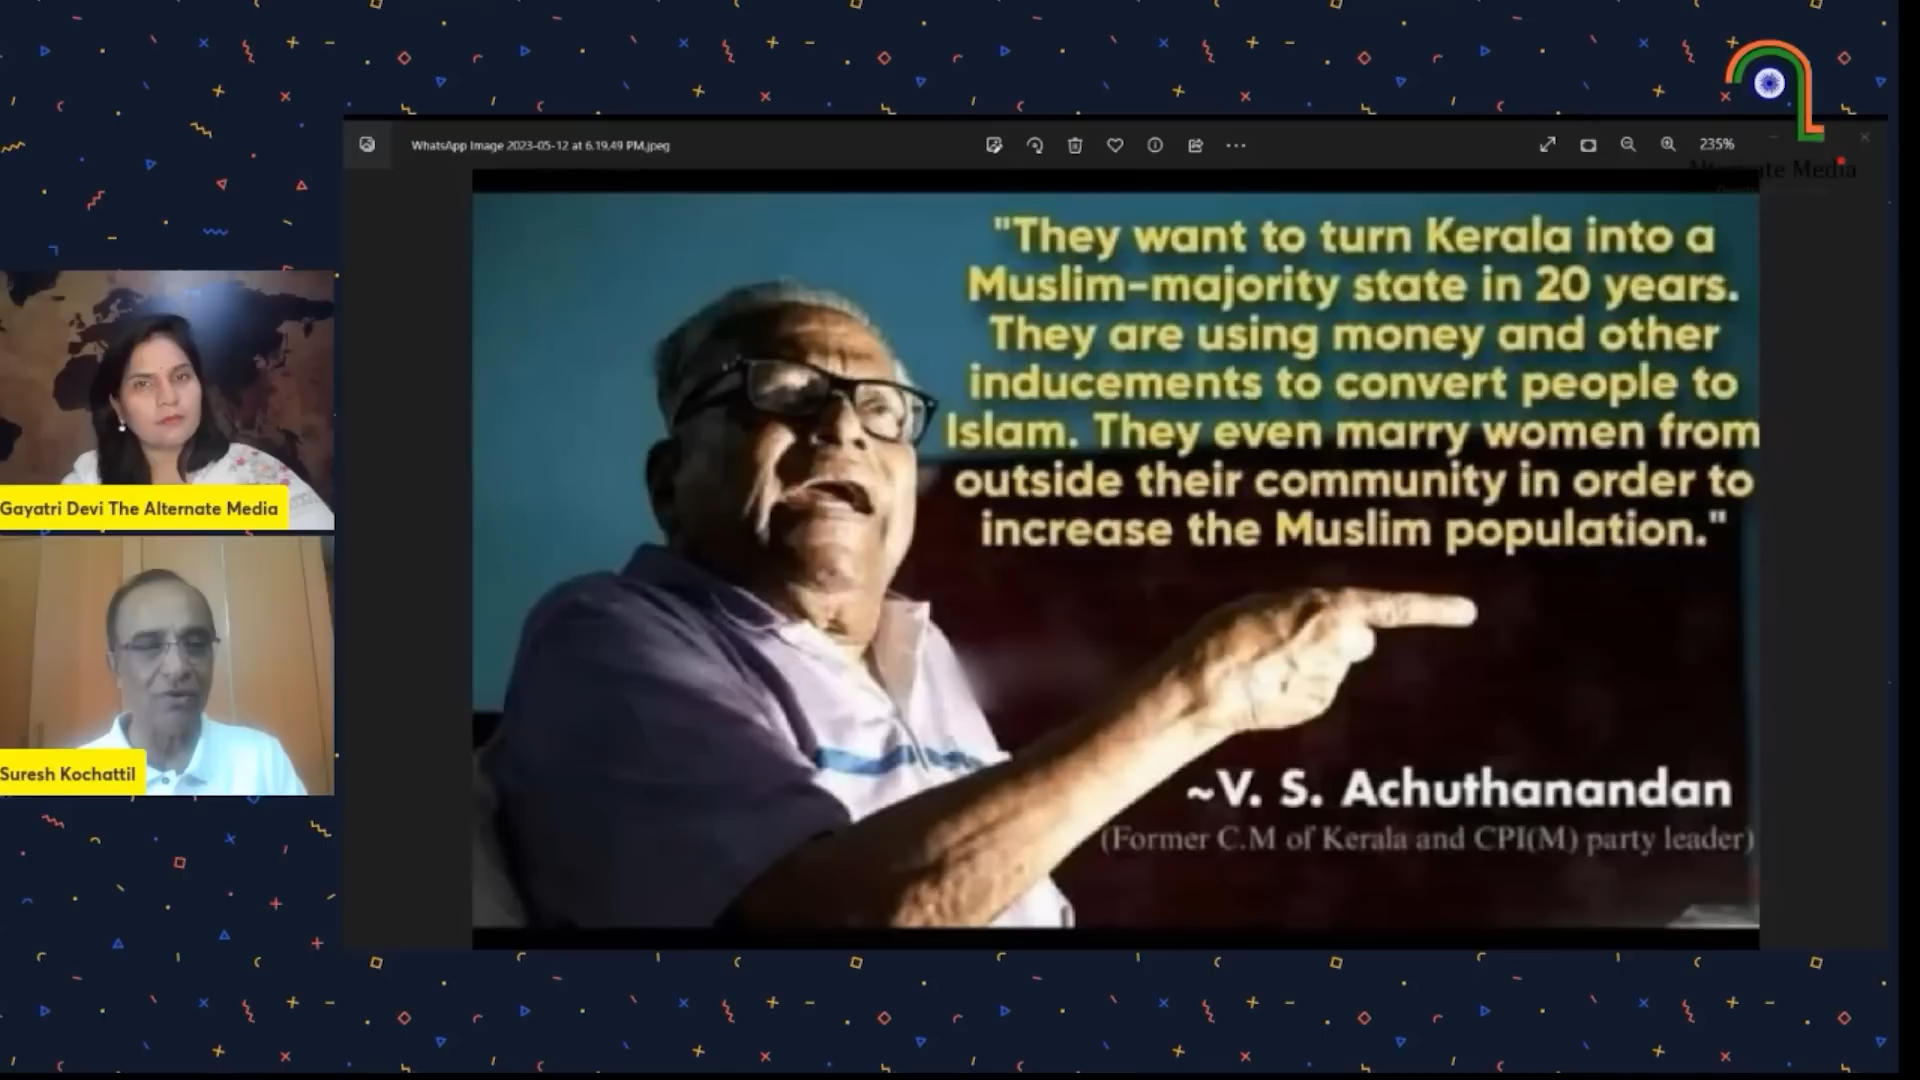 WhatsApp Image 2023-05-12 at 6.19.49 PM.jpeg
235%
Alternate Media
"They want to turn Kerala into a
Muslim-majority state in 20 years.
They are using money and other
inducements to convert people to
Islam. They even marry women from
outside their community in order to
increase the Muslim population."
~V. S. Achuthanandan
(Former C.M of Kerala and CPI(M) party leader)
Gayatri Devi The Alternate Media
Suresh Kochattil